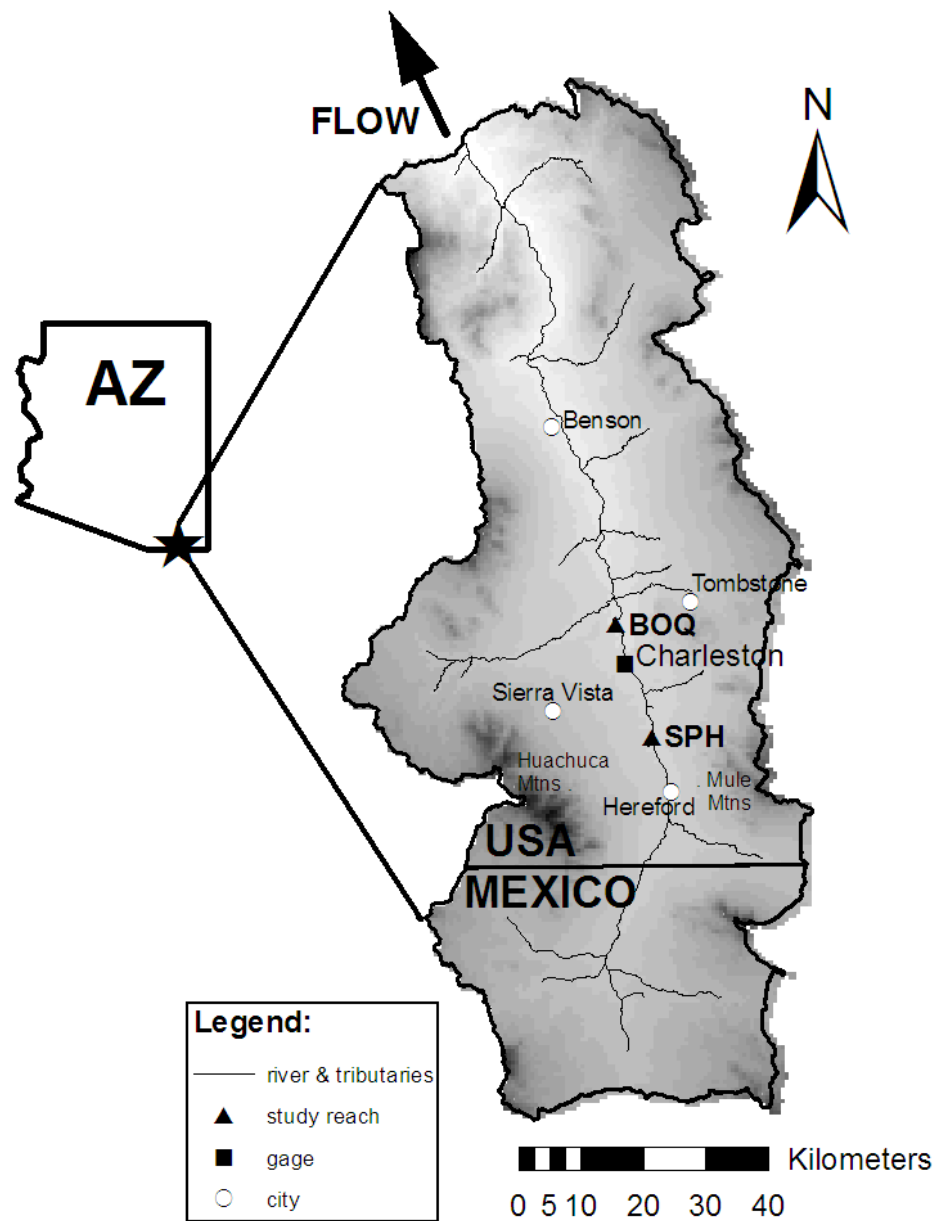 FLOW
N
AZ
Benson
Tombstone
BOQ
Charleston
Sierra Vista
SPH
Huachuca
Mtns .
. Mule
Mtns
Hereford
USA
MEXICO
Legend:
river & tributaries
study reach
gage
city
Kilometers
0 5 10 20 30 40